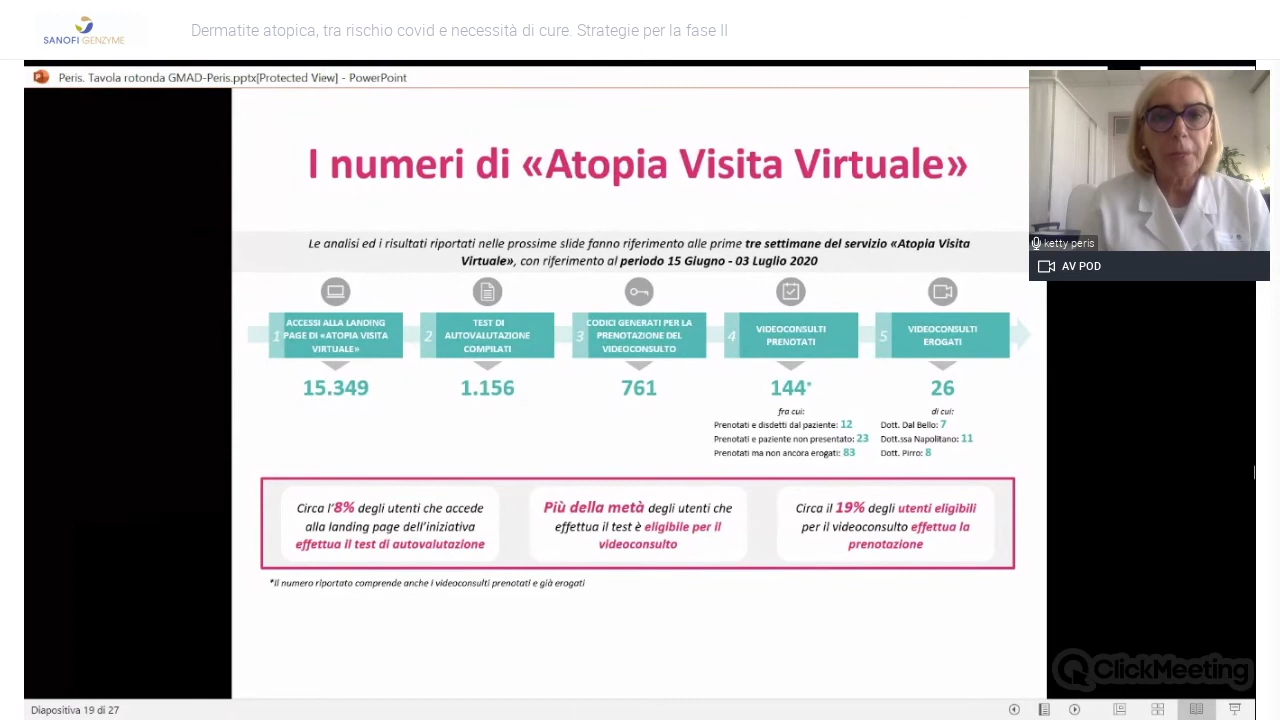 SANOFI GENZYME
Dermatite atopica, tra rischio covid e necessità di cure. Strategie per la fase II
Peris. Tavola rotonda GMAD-Peris.pptx[Protected View] - PowerPoint
I numeri di «Atopia Visita Virtuale»
ketty peris
AV POD
Le analisi ed i risultati riportati nelle prossime slide fanno riferimento alle prime tre settimane del servizio «Atopia Visita
Virtuale», con riferimento al periodo 15 Giugno - 03 Luglio 2020
1
ACCESSI ALLA LANDING
PAGE DI «ATOPIA VISITA
VIRTUALE»
15.349
2
TEST DI
AUTOVALUTAZIONE
COMPILATI
1.156
3
CODICI GENERATI PER LA
PRENOTAZIONE DEL
VIDEOCONSULTO
761
4
VIDEOCONSULTI
PRENOTATI
144*
fra cui:
Prenotati e disdetti dal paziente: 12
Prenotati e paziente non presentato: 23
Prenotati ma non ancora erogati: 83
5
VIDEOCONSULTI
EROGATI
26
di cui:
Dott. Dal Bello: 7
Dott.ssa Napolitano: 11
Dott. Pirro: 8
Circa l'8% degli utenti che accede
alla landing page dell'iniziativa
effettua il test di autovalutazione
Più della metà degli utenti che
effettua il test è eligibile per il
videoconsulto
Circa il 19% degli utenti eligibili
per il videoconsulto effettua la
prenotazione
*Il numero riportato comprende anche i videoconsulti prenotati e già erogati
ClickMeeting
Diapositiva 19 di 27